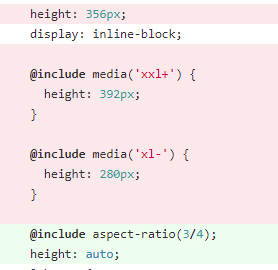 height: 356px;
display: inline-block;
@include media('xxl+') {
height: 392px;
}
@include media('xl-') {
height: 280px;
}
@include aspect-ratio(3/4);
height: auto;